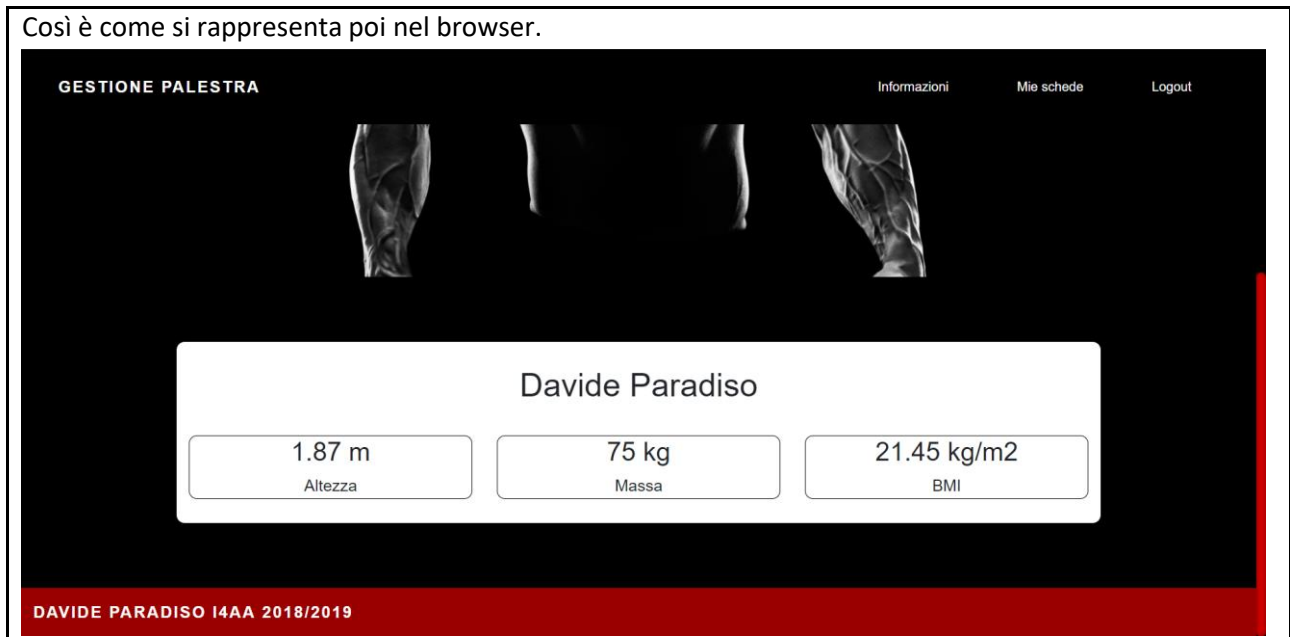 Così è come si rappresenta poi nel browser.
GESTIONE PALESTRA Informazioni Mie schede Logout
Davide Paradiso
1.87 m 75 kg 21.45 kg/m2
Altezza Massa BMI
DAVIDE PARADISO I4AA 2018/2019